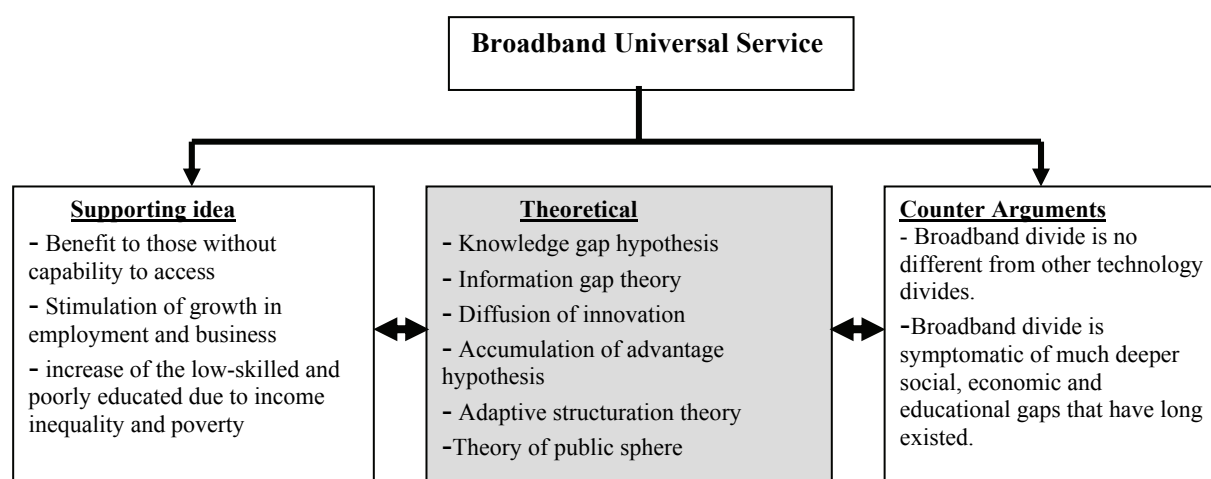 Broadband Universal Service
Supporting idea
- Benefit to those without
capability to access
- Stimulation of growth in
employment and business
- increase of the low-skilled and
poorly educated due to income
inequality and poverty
Theoretical
- Knowledge gap hypothesis
- Information gap theory
- Diffusion of innovation
- Accumulation of advantage
hypothesis
- Adaptive structuration theory
-Theory of public sphere
Counter Arguments
- Broadband divide is no
different from other technology
divides.
-Broadband divide is
symptomatic of much deeper
social, economic and
educational gaps that have long
existed.